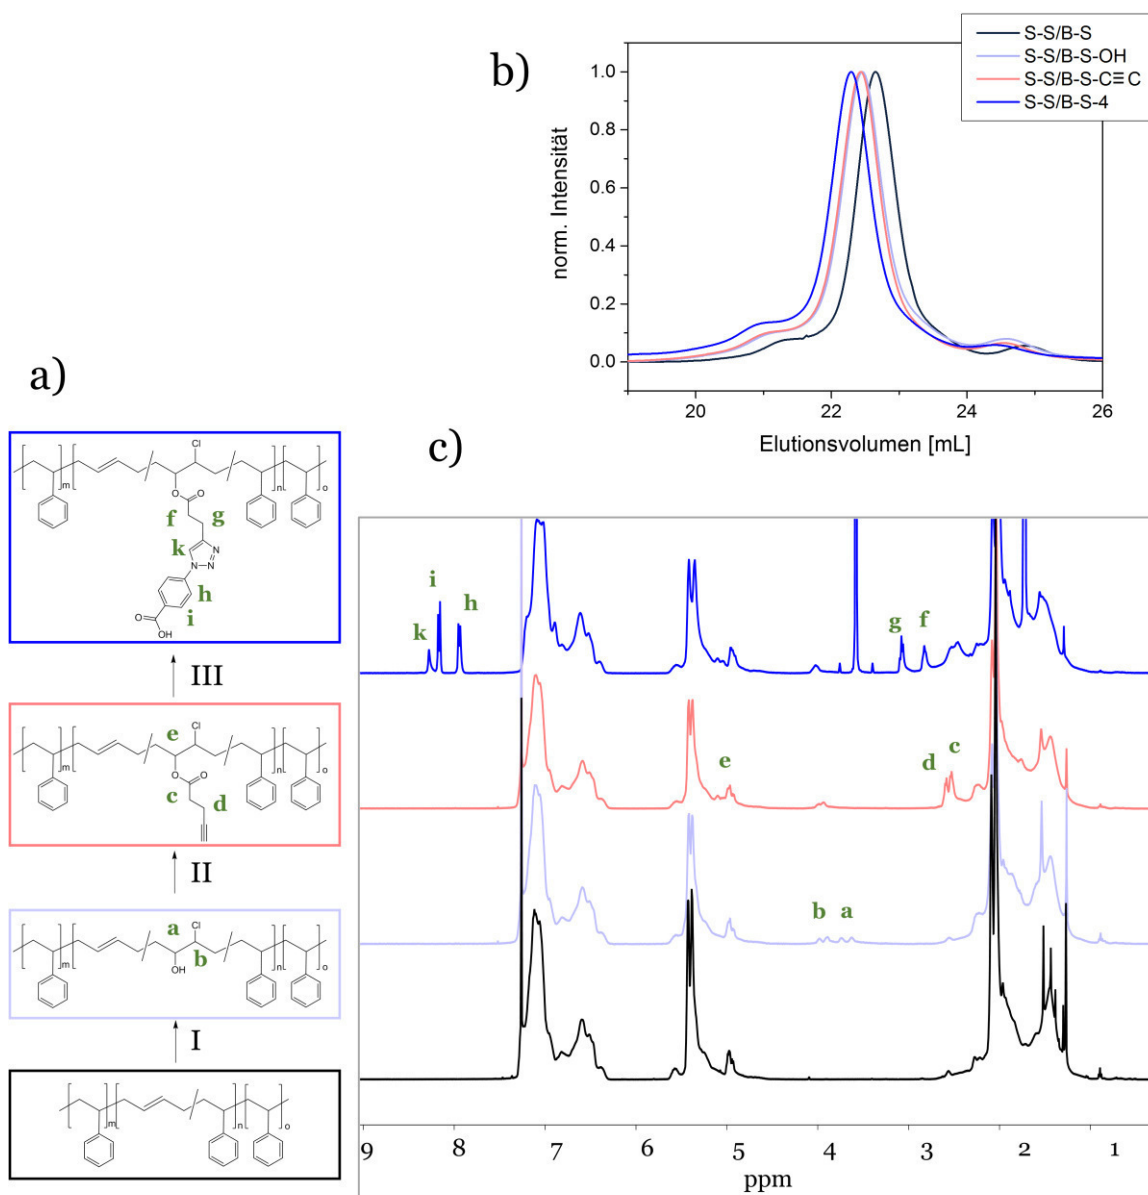 b)
S-S/B-S
S-S/B-S-OH
S-S/B-S-C≡C
S-S/B-S-4
norm. Intensität
1.0
0.8
0.6
0.4
0.2
0.0
20
22
24
26
Elutionsvolumen [mL]
a)
Cl
m
n
o
O
O
f
g
k
N
N
N
h
i
O
OH
III
e
Cl
m
n
o
O
O
c
d
II
a
Cl
m
n
o
OH
b
I
m
n
o
c)
i
k
h
g
f
e
d
c
b
a
9
8
7
6
5
4
3
2
1
ppm